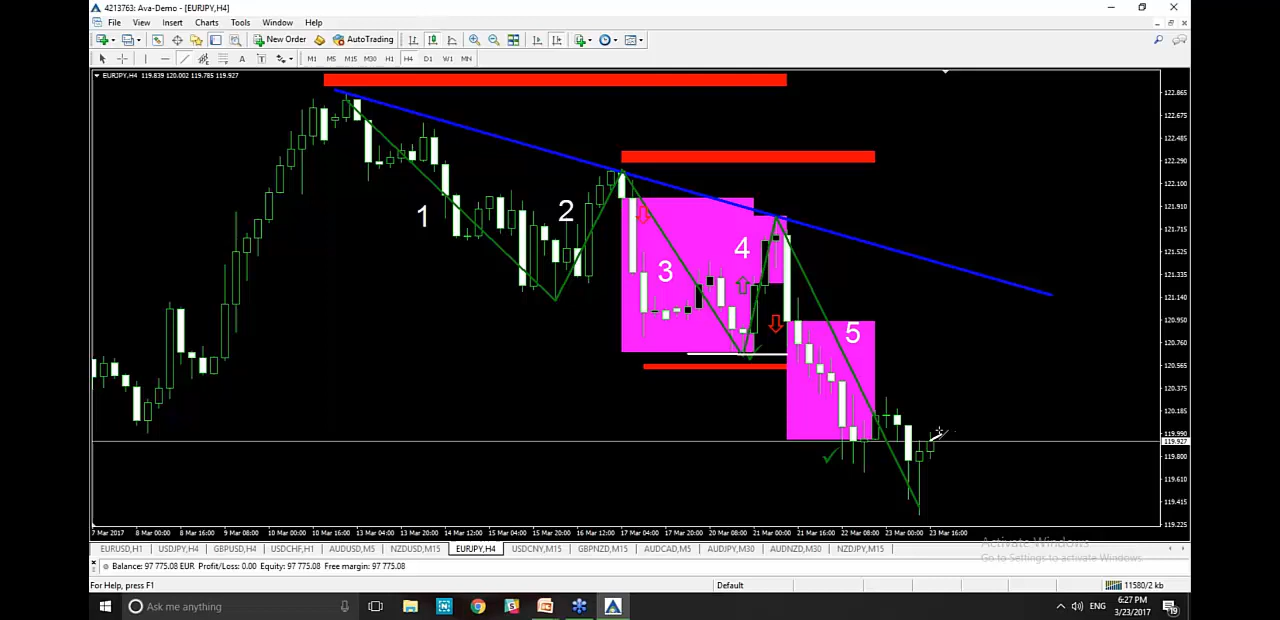 4213763: Ava-Demo - [EURJPY,H4]
File View Insert Charts Tools Window Help
New Order AutoTrading
A T M1 M5 M15 M30 H1 H4 D1 W1 MN
EURJPY,H4 119.839 120.002 119.785 119.927
122.865
122.675
122.485
122.290
122.100
121.910
121.715
121.525
121.335
121.140
120.950
120.760
120.565
120.375
120.185
119.990
119.927
119.800
119.610
119.415
119.225
1
2
3
4
5
7 Mar 2017 8 Mar 00:00 8 Mar 16:00 9 Mar 08:00 10 Mar 00:00 10 Mar 16:00 13 Mar 04:00 13 Mar 20:00 14 Mar 12:00 15 Mar 04:00 15 Mar 20:00 16 Mar 12:00 17 Mar 04:00 17 Mar 20:00 20 Mar 08:00 21 Mar 00:00 21 Mar 16:00 22 Mar 08:00 23 Mar 00:00 23 Mar 16:00
EURUSD,H1 USDJPY,H4 GBPUSD,H4 USDCHF,H1 AUDUSD,M5 NZDUSD,M15 EURJPY,H4 USDCNY,M15 GBPNZD,M15 AUDCAD,M5 AUDJPY,M30 AUDNZD,M30 NZDJPY,M15
Activate Windows
Go to Settings to activate Windows.
Balance: 97 775.08 EUR Profit/Loss: 0.00 Equity: 97 775.08 Free margin: 97 775.08
For Help, press F1 Default 11580/2 kb
Ask me anything ENG 6:27 PM
3/23/2017
19